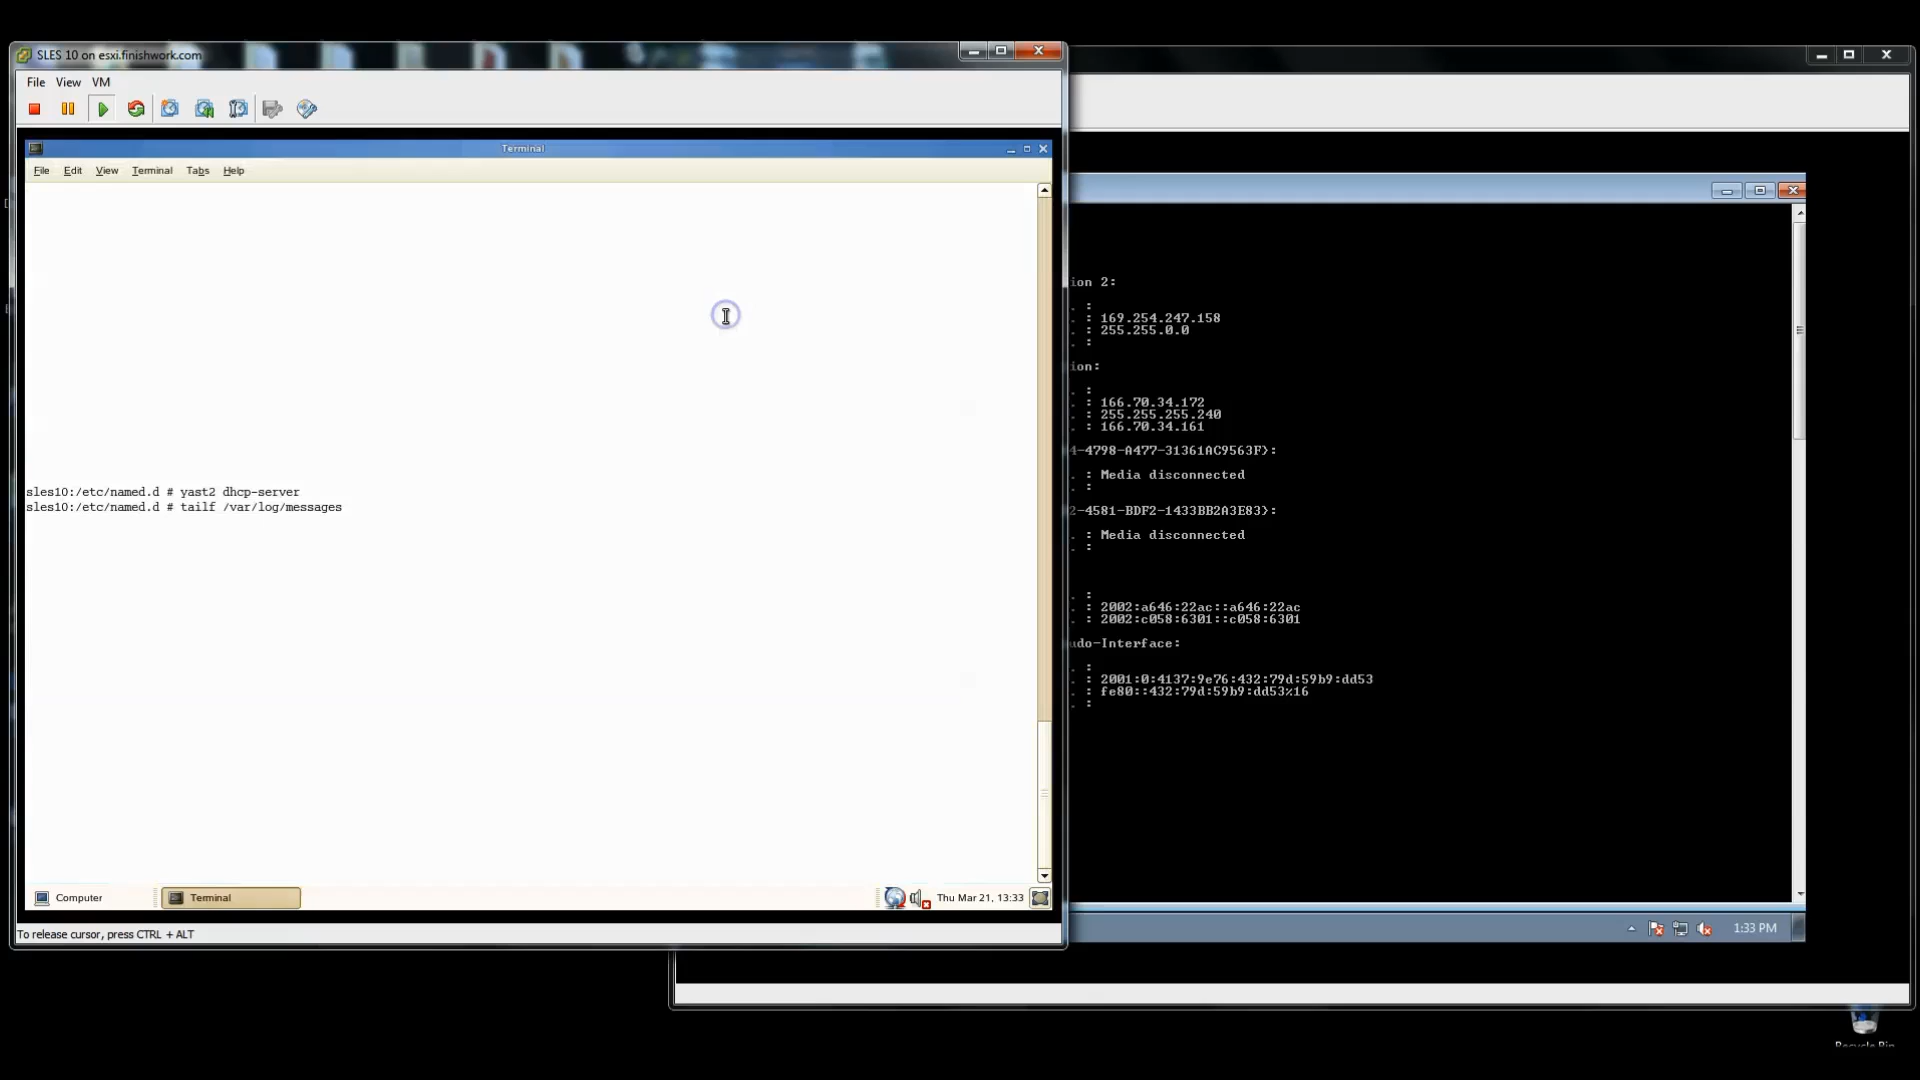 SLES 10 on esxi.finishwork.com
File View VM
Terminal
File Edit View Terminal Tabs Help
sles10:/etc/named.d # yast2 dhcp-server
sles10:/etc/named.d # tailf /var/log/messages
Computer
Terminal
Thu Mar 21, 13:33
To release cursor, press CTRL + ALT
ion 2:
. :
. : 169.254.247.158
. : 255.255.0.0
. :
ion:
. :
. : 166.70.34.172
. : 255.255.255.240
. : 166.70.34.161
4-4798-A477-31361AC9563F}:
. : Media disconnected
. :
2-4581-BDF2-1433BB2A3E83}:
. : Media disconnected
. :
. :
. : 2002:a646:22ac::a646:22ac
. : 2002:c058:6301::c058:6301
udo-Interface:
. :
. : 2001:0:4137:9e76:432:79d:59b9:dd53
. : fe80::432:79d:59b9:dd53%16
. :
1:33 PM
Recycle Bin